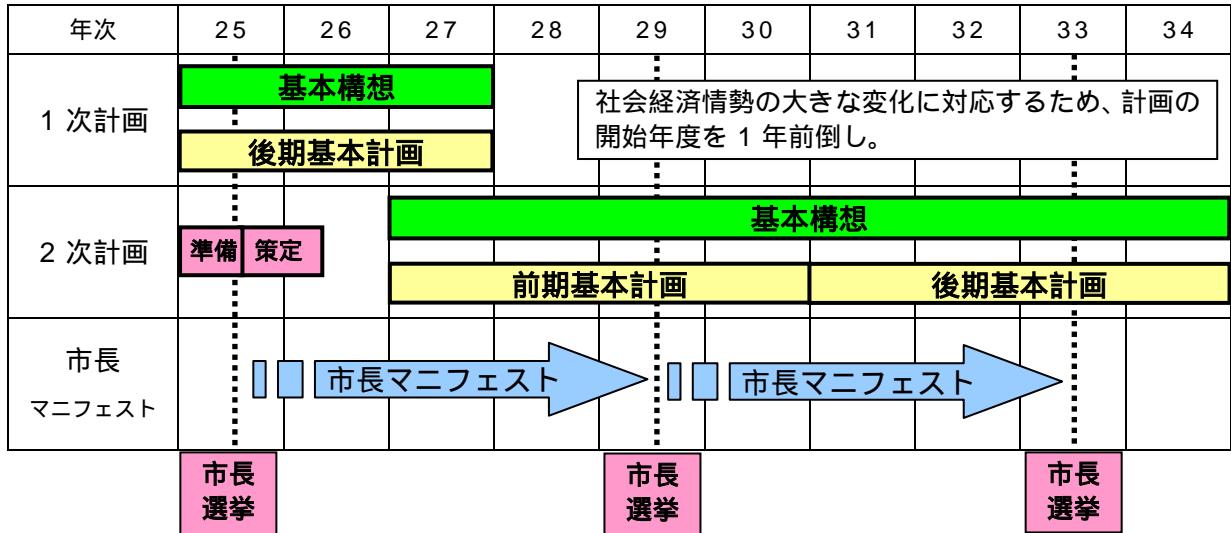 年次 25 26 27 28 29 30 31 32 33 34
1次計画
基本構想
後期基本計画
社会経済情勢の大きな変化に対応するため、計画の
開始年度を1年前倒し。
2次計画
基本構想
準備 策定
前期基本計画 後期基本計画
市長
マニフェスト
市長マニフェスト 市長マニフェスト
市長
選挙
市長
選挙
市長
選挙